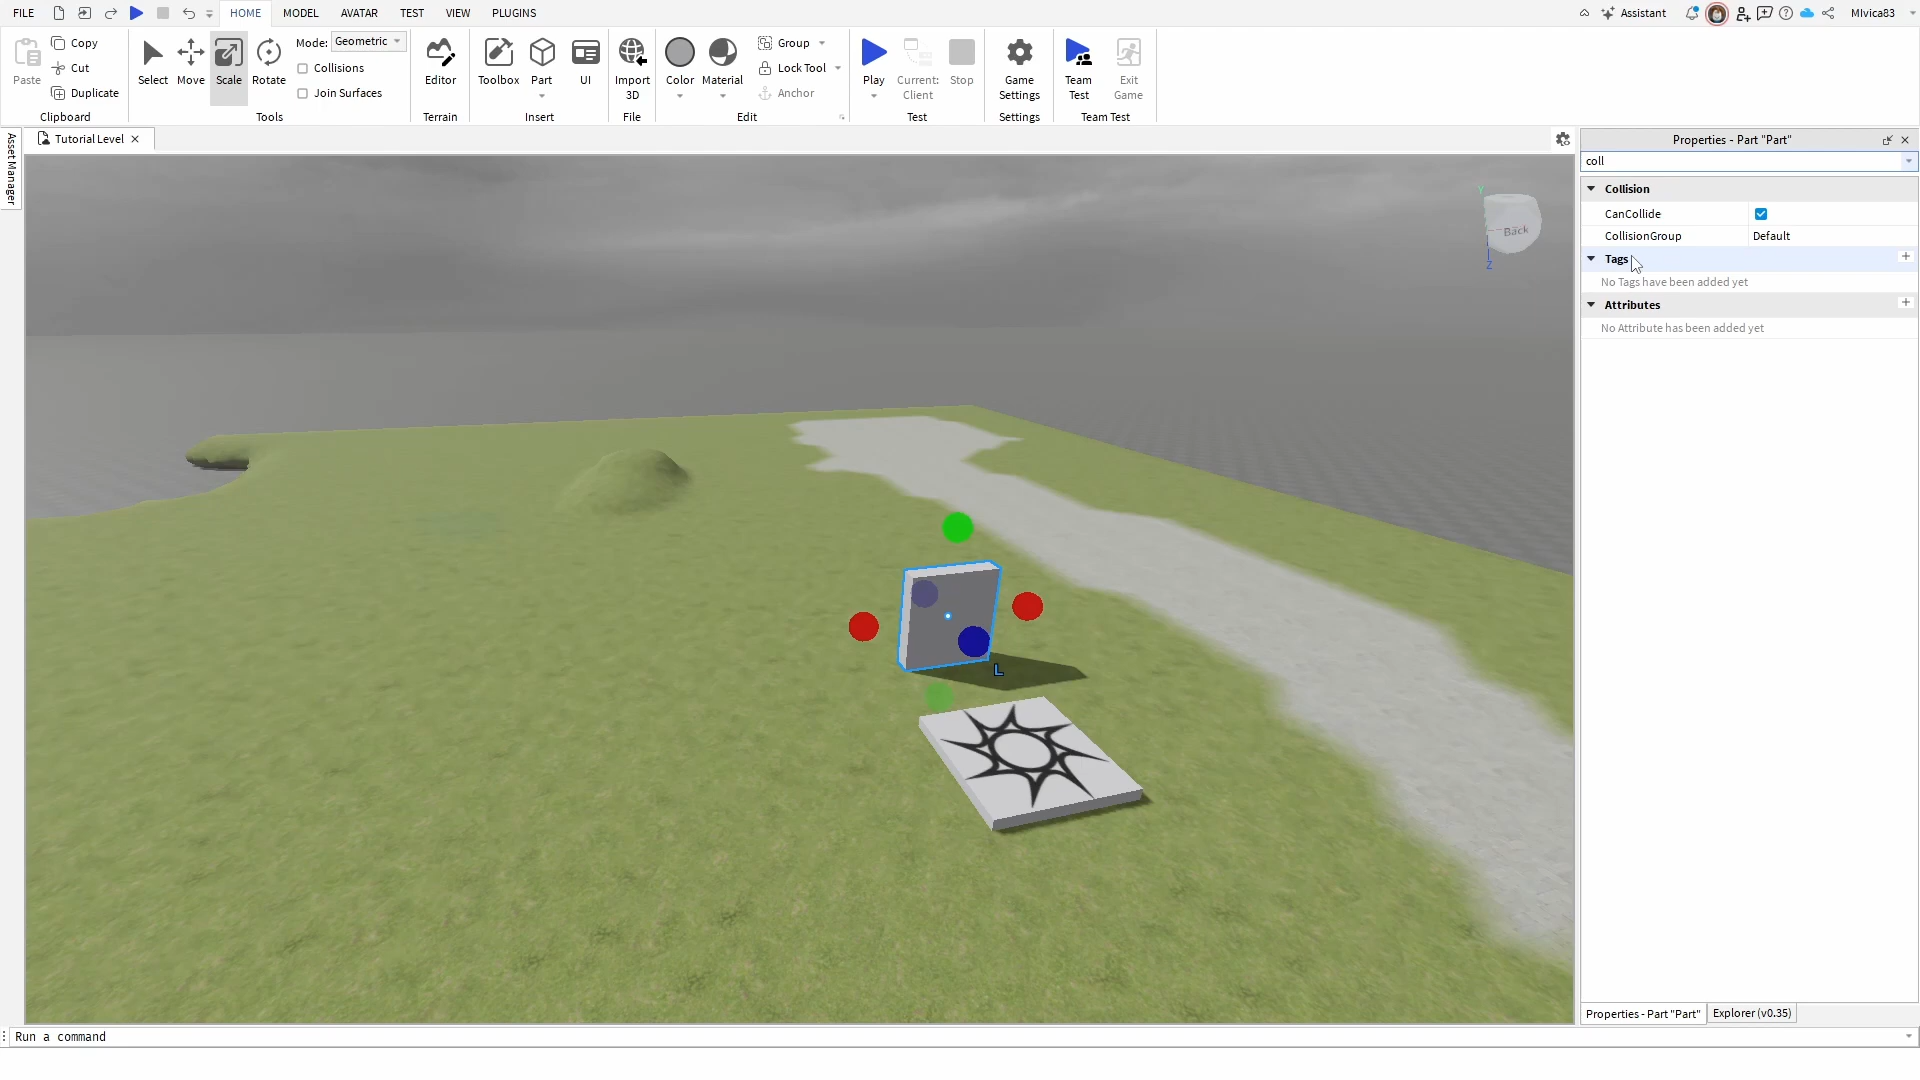 FILE HOME MODEL AVATAR TEST VIEW PLUGINS Assistant MIvica83
Paste Copy Cut Duplicate
Clipboard
Select Move Scale Rotate
Mode: Geometric
Collisions
Join Surfaces
Tools
Editor
Terrain
Toolbox Part UI
Insert
Import
3D
File
Color Material Group Lock Tool Anchor
Edit
Play Current:
Client Stop
Test
Game
Settings
Settings
Team
Test Exit
Game
Team Test
Asset Manager
Tutorial Level
Y
Back
Z
L
Properties - Part "Part"
coll
Collision
CanCollide
CollisionGroup Default
Tags
No Tags have been added yet
Attributes
No Attribute has been added yet
Properties - Part "Part" Explorer (v0.35)
Run a command